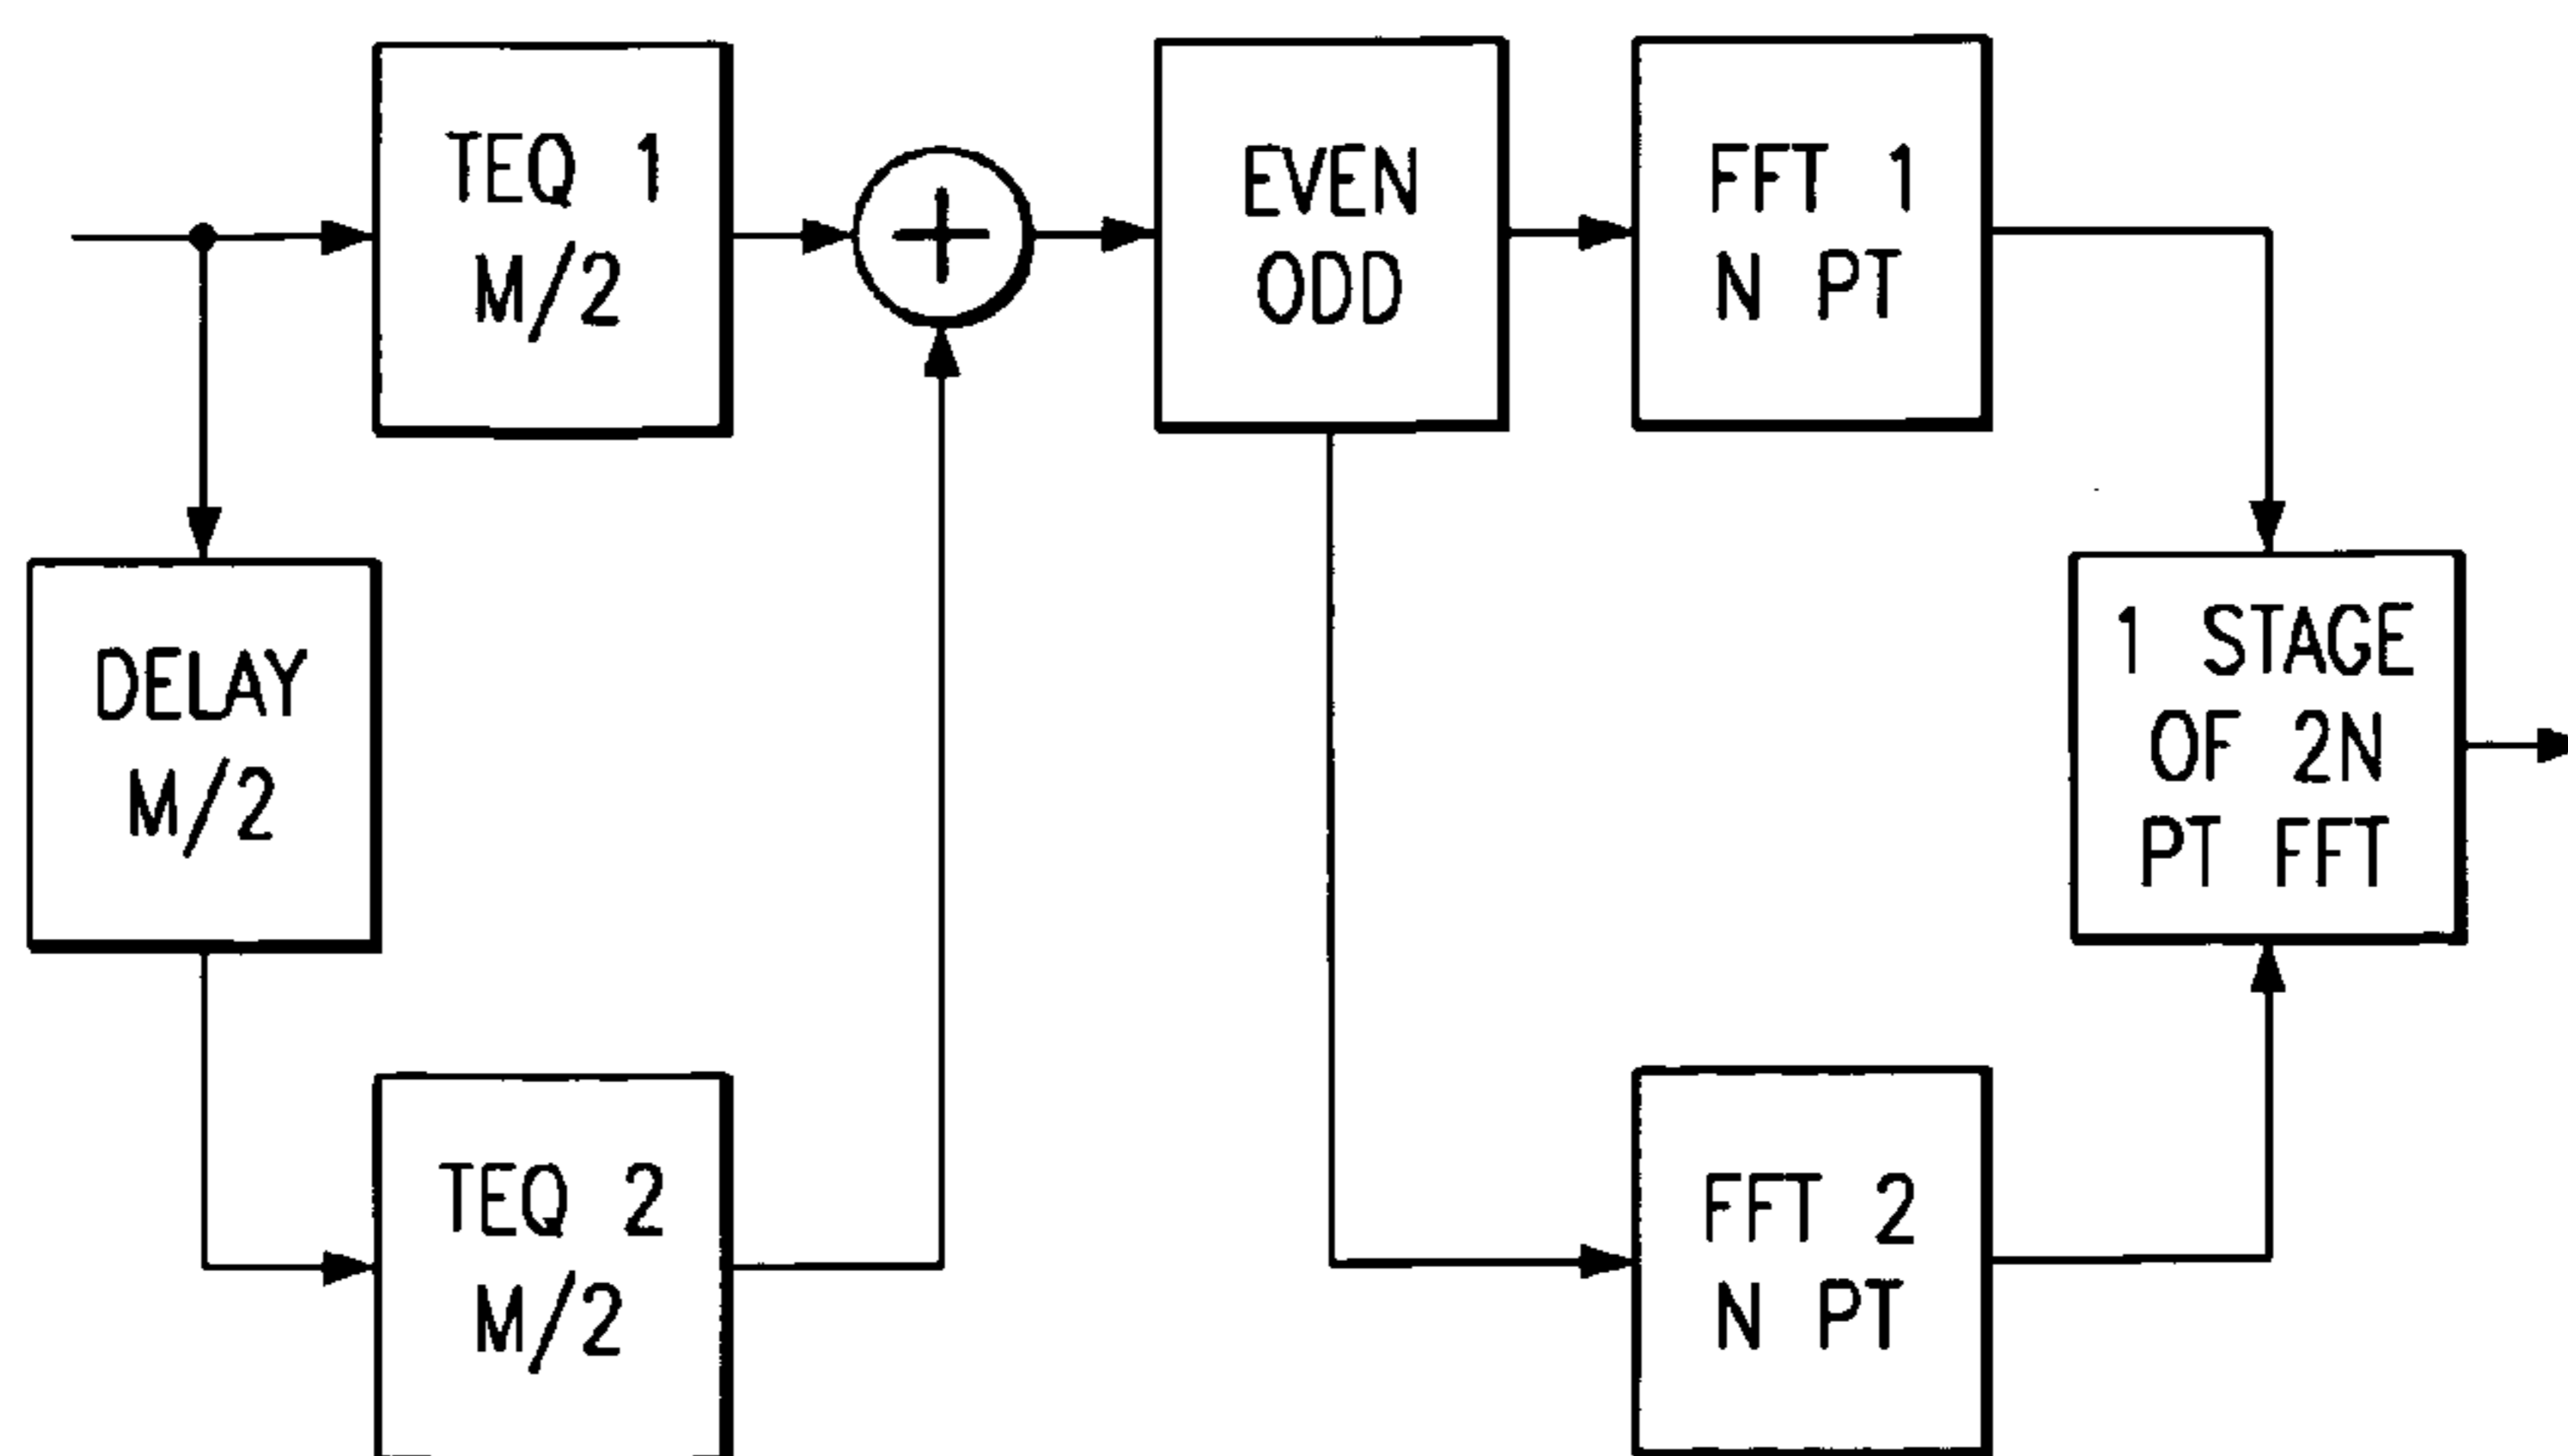 TEQ 1
M/2
+
EVEN
ODD
FFT 1
N PT
DELAY
M/2
1 STAGE
OF 2N
PT FFT
TEQ 2
M/2
FFT 2
N PT